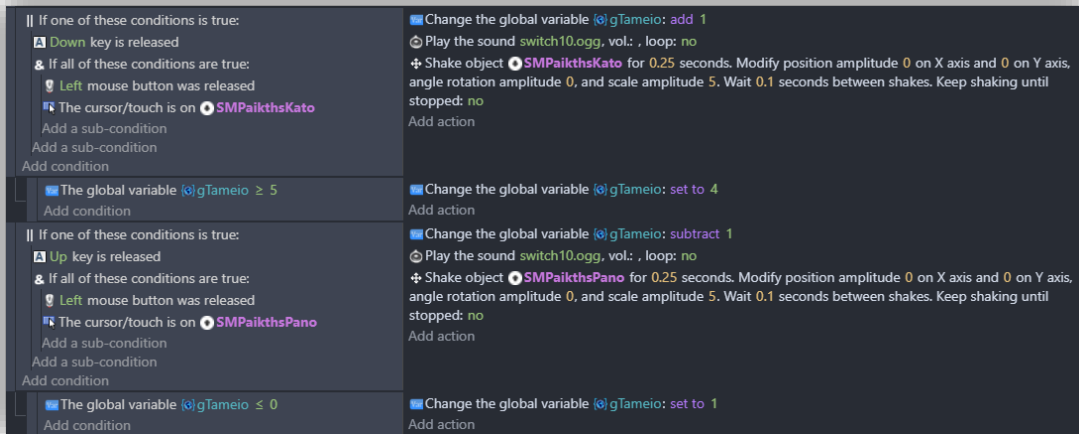 If one of these conditions is true:
Change the global variable gTameio: add 1
A Down key is released
Play the sound switch10.ogg, vol.: , loop: no
& If all of these conditions are true:
Shake object SMPaikthsKato for 0.25 seconds. Modify position amplitude 0 on X axis and 0 on Y axis,
Left mouse button was released
angle rotation amplitude 0, and scale amplitude 5. Wait 0.1 seconds between shakes. Keep shaking until
The cursor/touch is on SMPaikthsKato
stopped: no
Add a sub-condition
Add action
Add a sub-condition
Add condition
Var The global variable gTameio ≥ 5
Change the global variable gTameio: set to 4
Add condition
Add action
If one of these conditions is true:
Change the global variable gTameio: subtract 1
A Up key is released
Play the sound switch10.ogg, vol.: , loop: no
& If all of these conditions are true:
Shake object SMPaikthsPano for 0.25 seconds. Modify position amplitude 0 on X axis and 0 on Y axis,
Left mouse button was released
angle rotation amplitude 0, and scale amplitude 5. Wait 0.1 seconds between shakes. Keep shaking until
The cursor/touch is on SMPaikthsPano
stopped: no
Add a sub-condition
Add action
Add a sub-condition
Add condition
Var The global variable gTameio ≤ 0
Change the global variable gTameio: set to 1
Add condition
Add action